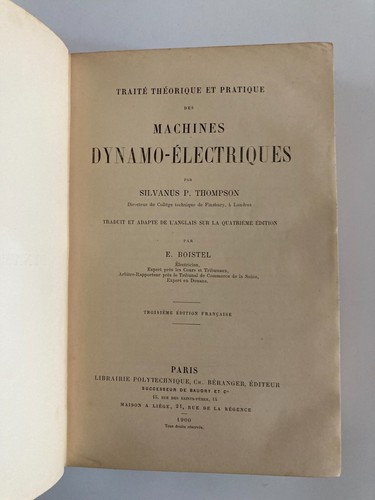 TRAITÉ THÉORIQUE ET PRATIQUE
DES
MACHINES
DYNAMO-ÉLECTRIQUES
PAR
SILVANUS P. THOMPSON
Directeur du Collège technique de Finsbury, à Londres
TRADUIT ET ADAPTÉ DE L'ANGLAIS SUR LA QUATRIÈME ÉDITION
PAR
E. BOISTEL
Électricien,
Expert près les Cours et Tribunaux,
Arbitre-Rapporteur près le Tribunal de Commerce de la Seine,
Expert en Douane.
TROISIÈME ÉDITION FRANÇAISE
PARIS
LIBRAIRIE POLYTECHNIQUE, CH. BÉRANGER, ÉDITEUR
SUCCESSEUR DE BAUDRY ET Cie
15, RUE DES SAINTS-PÈRES, 15
MAISON A LIÉGE, 21, RUE DE LA RÉGENCE
1900
Tous droits réservés.